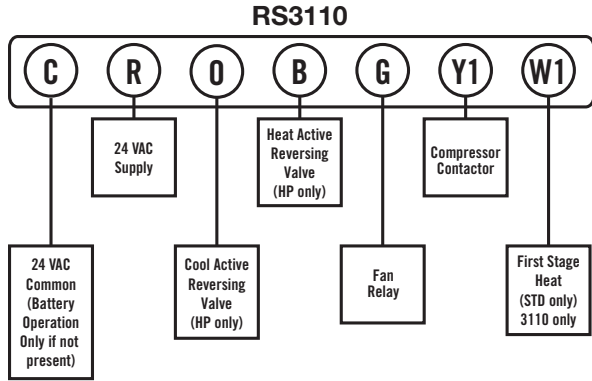 RS3110
C R O B G Y1 W1
24 VAC
Supply
Heat Active
Reversing
Valve
(HP only)
Compressor
Contactor
24 VAC
Common
(Battery
Operation
Only if not
present)
Cool Active
Reversing
Valve
(HP only)
Fan
Relay
First Stage
Heat
(STD only)
3110 only